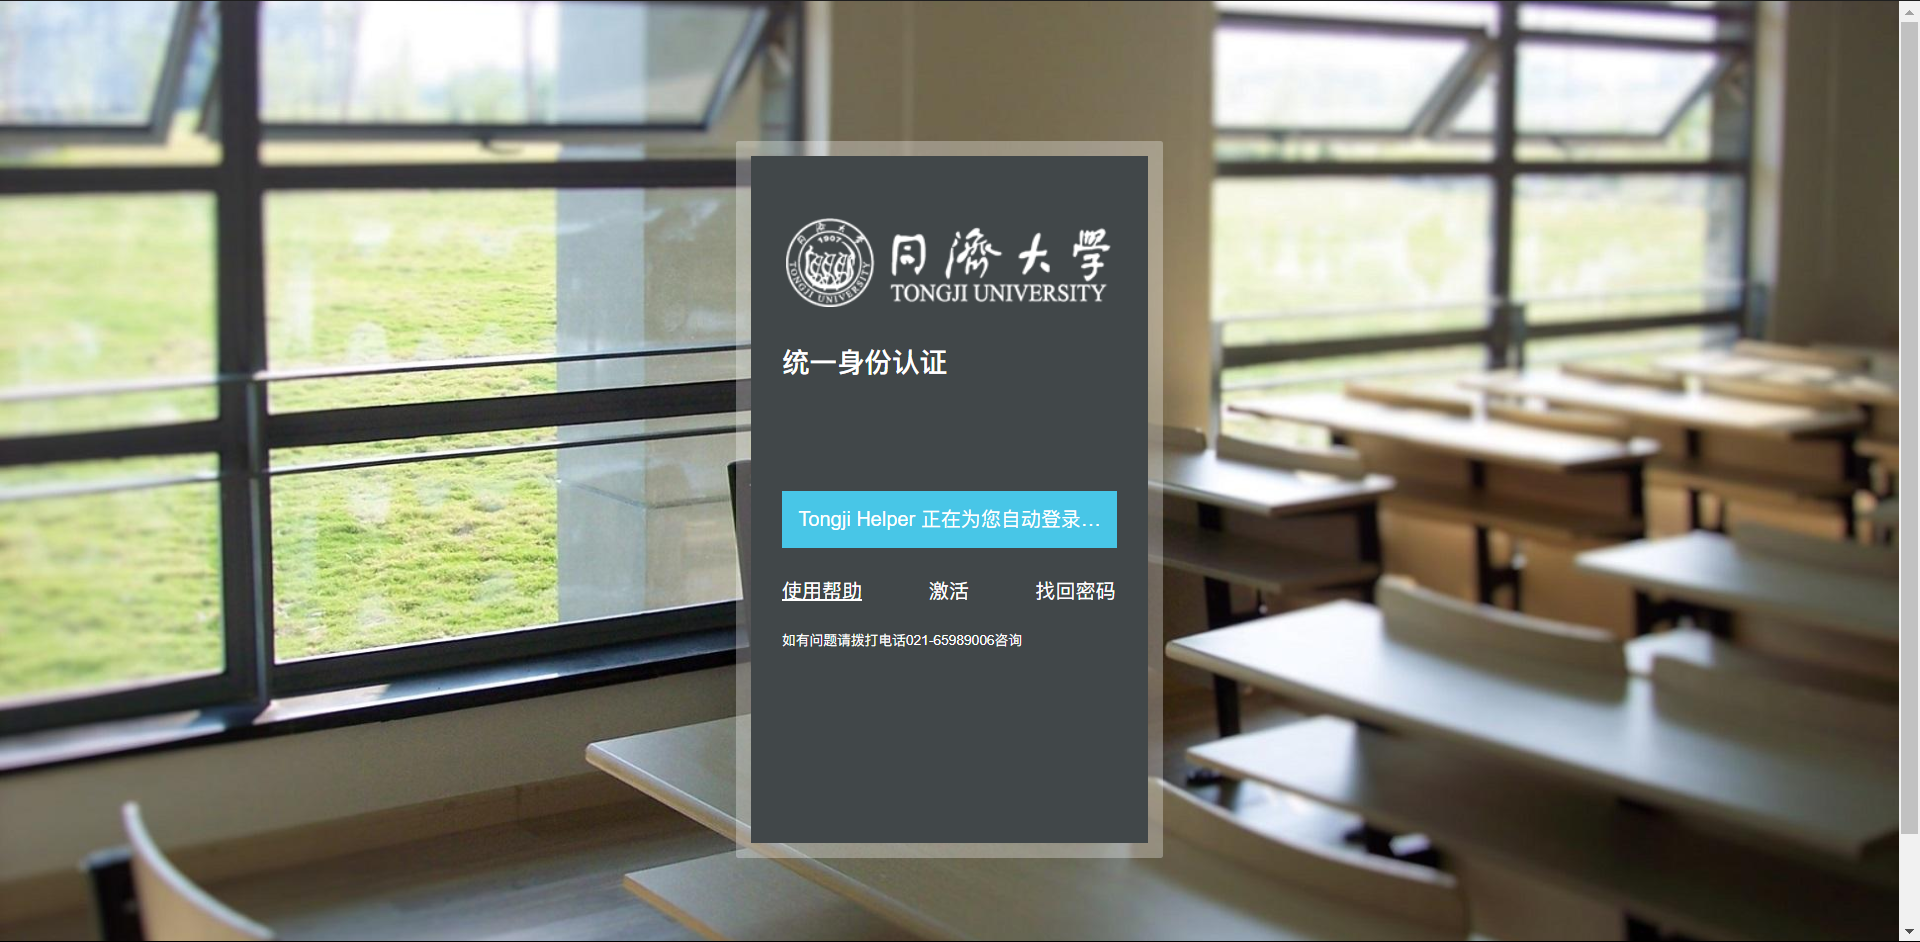 同濟大學
1907
TONGJI UNIVERSITY
TONGJI UNIVERSITY
统一身份认证
Tongji Helper 正在为您自动登录...
使用帮助 激活 找回密码
如有问题请拨打电话021-65989006咨询